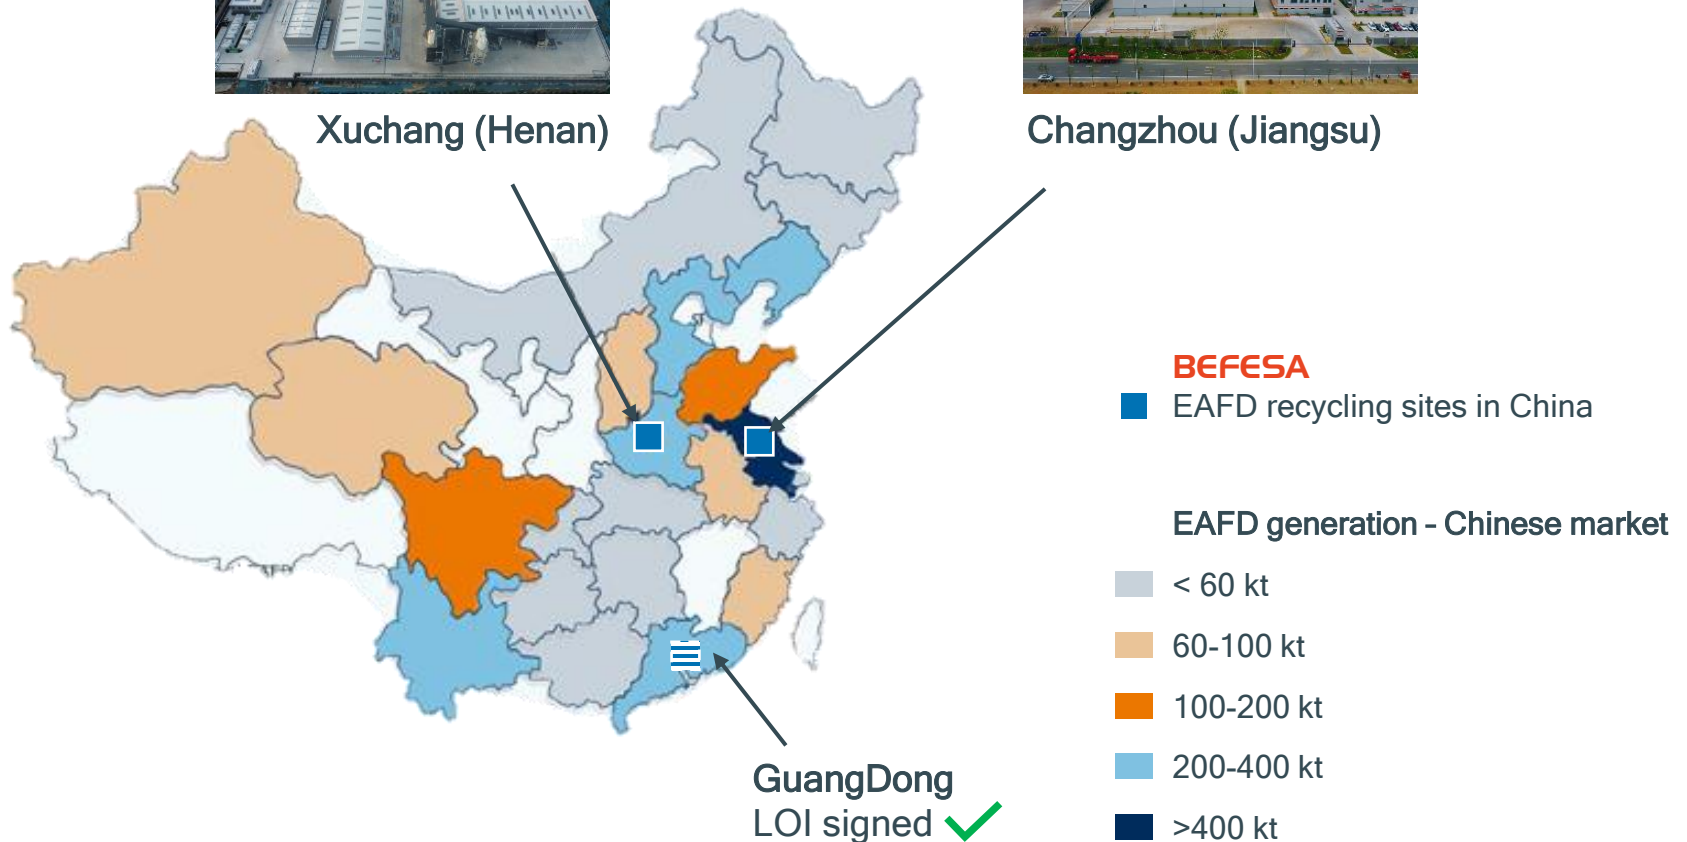 Xuchang (Henan)
Changzhou (Jiangsu)
BEFESA
EAFD recycling sites in China
EAFD generation - Chinese market
< 60 kt
60-100 kt
100-200 kt
200-400 kt
>400 kt
GuangDong
LOI signed